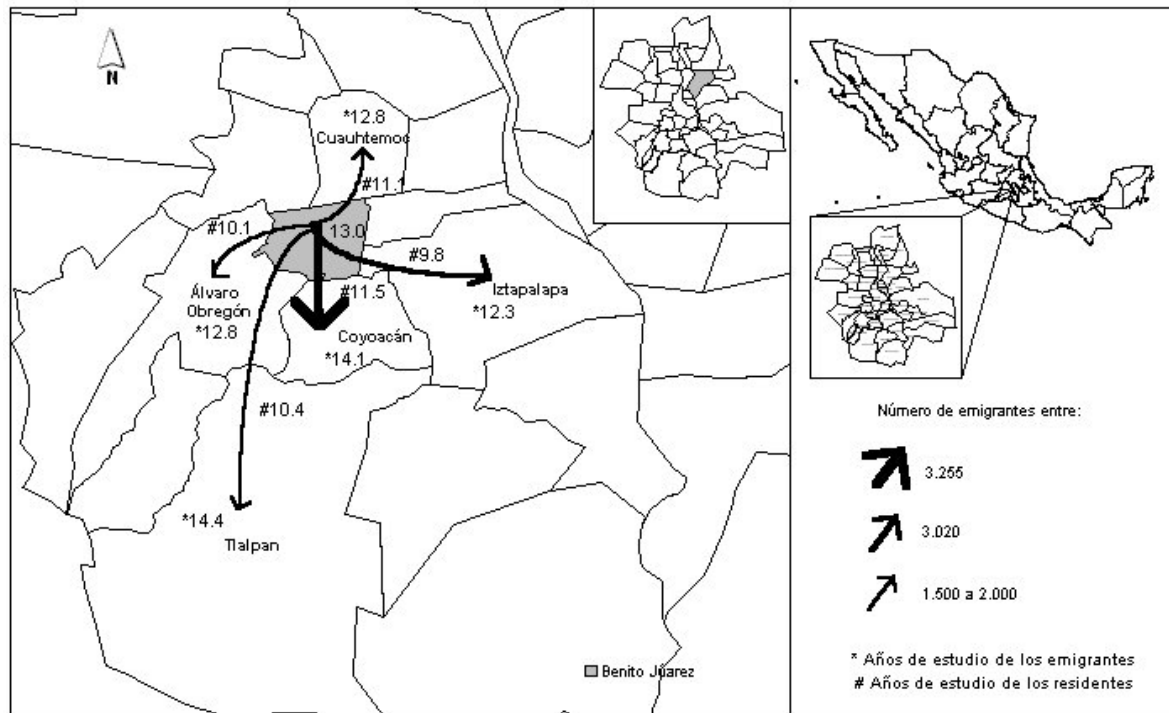 N
*12.8
Cuauhtemoc
#11.1
#10.1
13.0
#9.8
Álvaro
Obregón
*12.8
#11.5
Iztapalapa
*12.3
Coyoacán
*14.1
#10.4
*14.4
Tlalpan
Benito Júarez
Número de emigrantes entre:
3.255
3.020
1.500 a 2.000
* Años de estudio de los emigrantes
# Años de estudio de los residentes